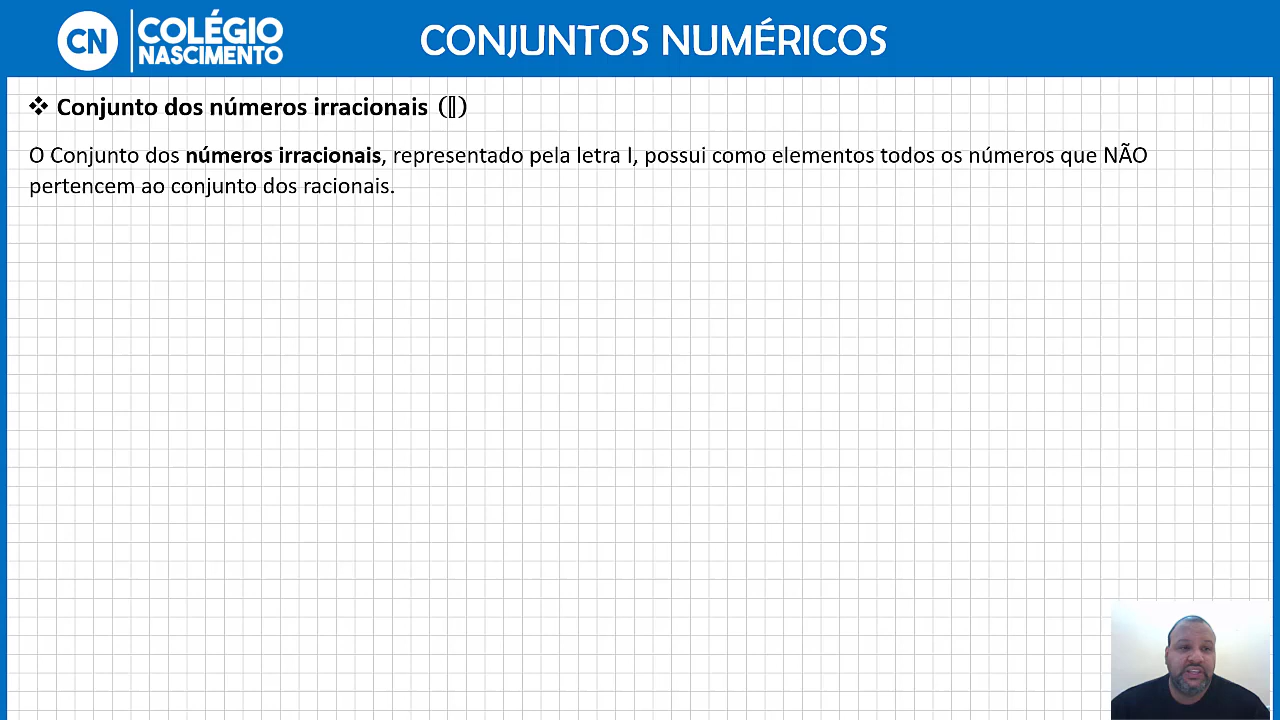 CN
COLÉGIO
NASCIMENTO
CONJUNTOS NUMÉRICOS
❖ Conjunto dos números irracionais (𝕀)
O Conjunto dos números irracionais, representado pela letra I, possui como elementos todos os números que NÃO
pertencem ao conjunto dos racionais.